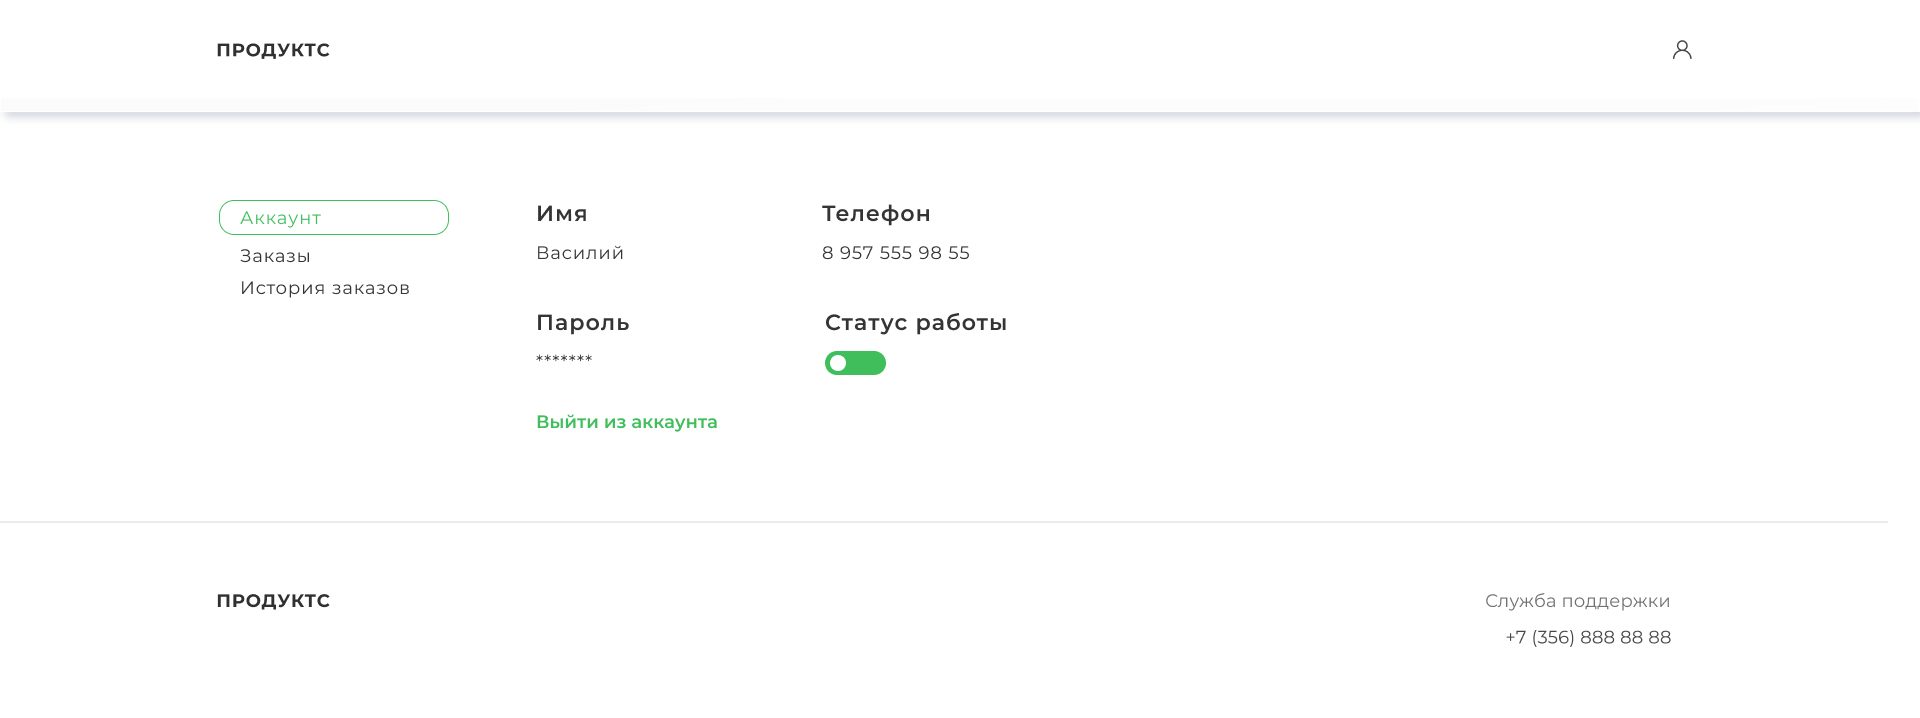 ПРОДУКТС
Аккаунт
Заказы
История заказов
Имя
Василий
Телефон
8 957 555 98 55
Пароль
*******
Статус работы
Выйти из аккаунта
ПРОДУКТС
Служба поддержки
+7 (356) 888 88 88